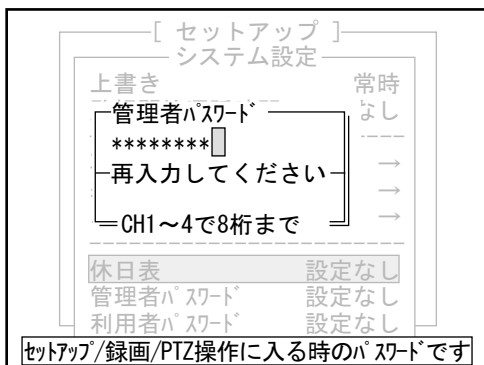 [ セットアップ ]
システム設定
上書き 常時
なし
管理者ﾊﾟｽﾜｰﾄﾞ
********
再入力してください
→
→
→
CH1～4で8桁まで
休日表 設定なし
管理者ﾊﾟｽﾜｰﾄﾞ 設定なし
利用者ﾊﾟｽﾜｰﾄﾞ 設定なし
ｾｯﾄｱｯﾌﾟ/録画/PTZ操作に入る時のﾊﾟｽﾜｰﾄﾞです